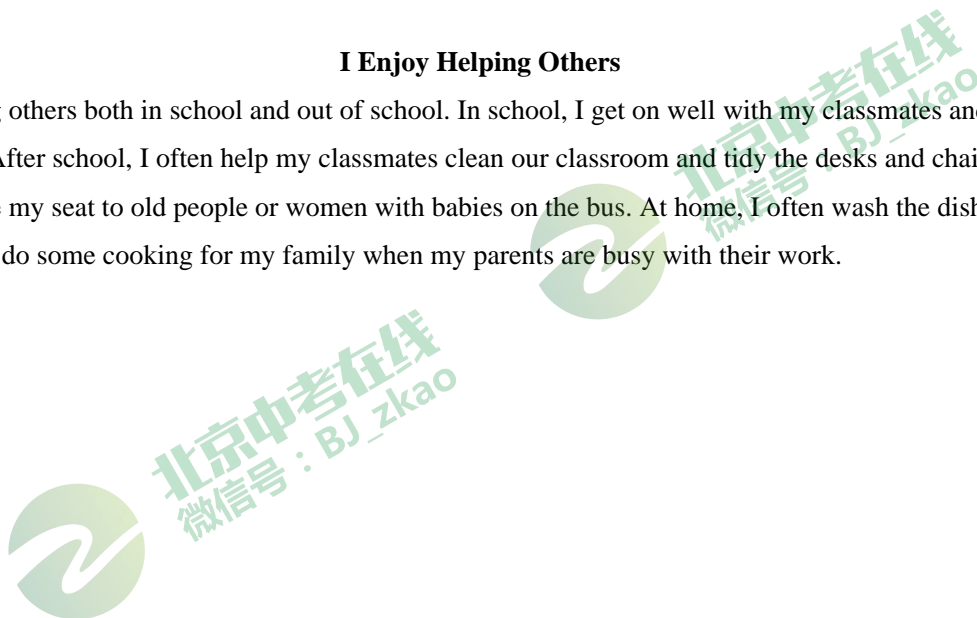 I Enjoy Helping Others
g others both in school and out of school. In school, I get on well with my classmates an
After school, I often help my classmates clean our classroom and tidy the desks and chai
e my seat to old people or women with babies on the bus. At home, I often wash the dish
do some cooking for my family when my parents are busy with their work.
北京中考在线
微信号：BJ_zkao
北京中考在线
微信号：BJ_zkao